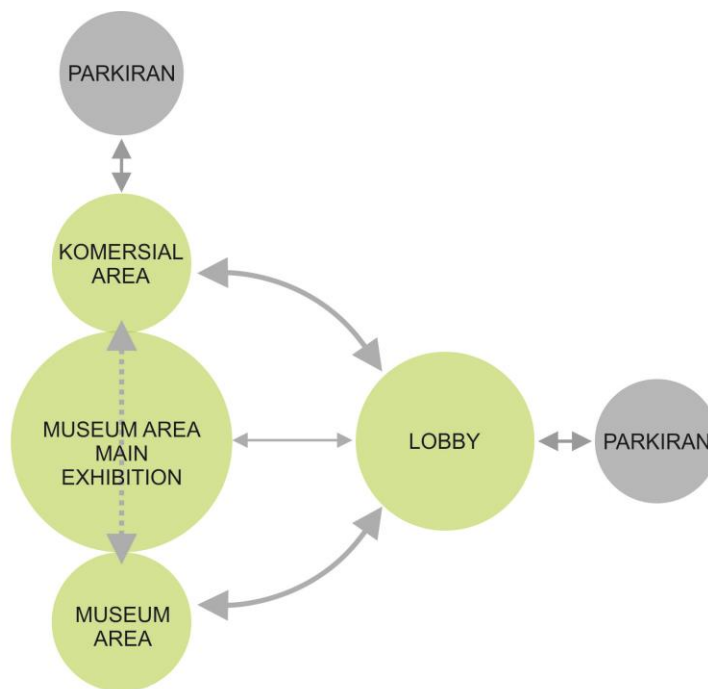 PARKIRAN
KOMERSIAL
AREA
MUSEUM AREA
MAIN
EXHIBITION
LOBBY
PARKIRAN
MUSEUM
AREA